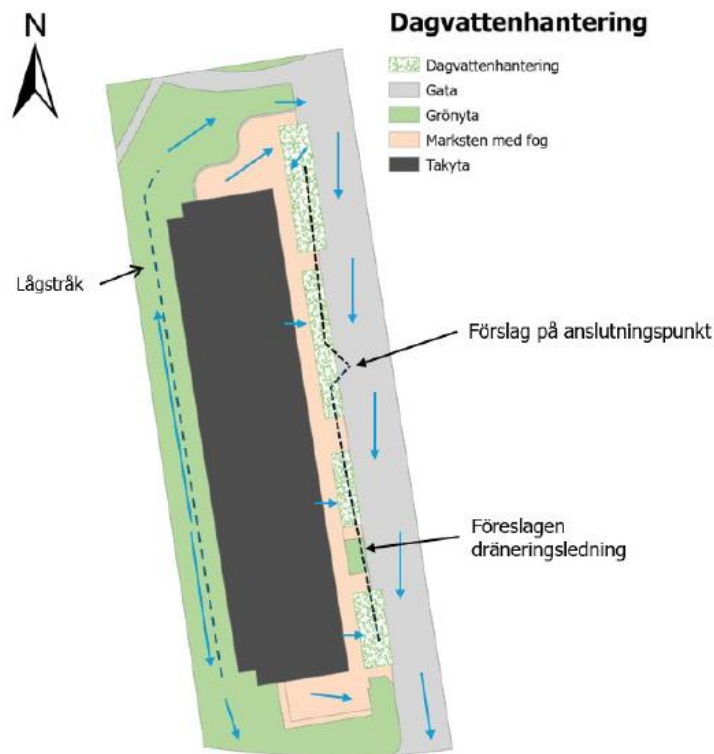 N
Dagvattenhantering
Dagvattenhantering
Gata
Grönyta
Marksten med fog
Takyta
Lågstråk
Förslag på anslutningspunkt
Föreslagen
dräneringsledning